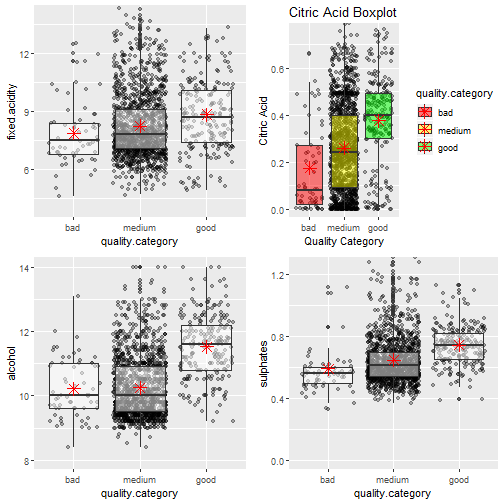 fixed acidity
12
9
6
bad medium good
quality.category
Citric Acid Boxplot
Citric Acid
0.6
0.4
0.2
0.0
bad medium good
Quality Category
quality.category
bad
medium
good
alcohol
14
12
10
8
bad medium good
quality.category
sulphates
1.2
0.8
0.4
0.0
bad medium good
quality.category